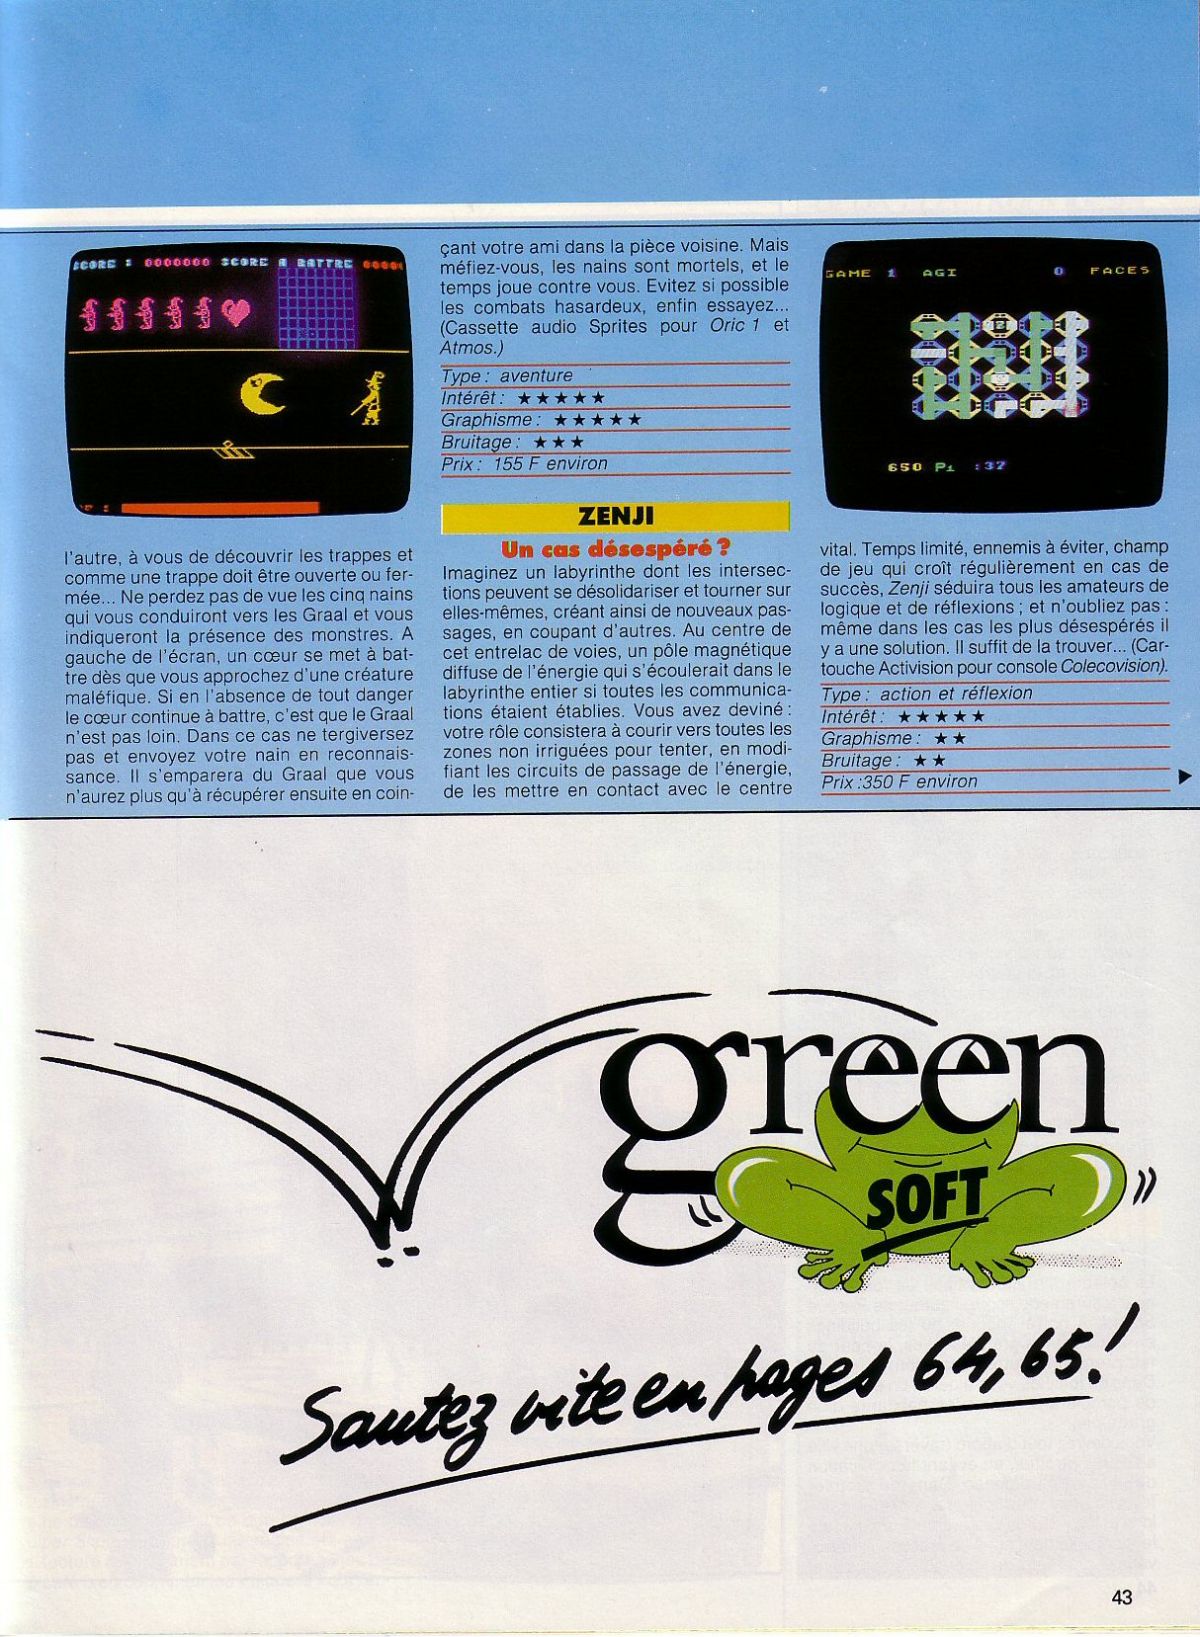 SCORE : 0000000 SCORE A BATTRE
l'autre, à vous de découvrir les trappes et
comme une trappe doit être ouverte ou fer-
mée... Ne perdez pas de vue les cinq nains
qui vous conduiront vers les Graal et vous
indiqueront la présence des monstres. A
gauche de l'écran, un cœur se met à bat-
tre dès que vous approchez d'une créature
maléfique. Si en l'absence de tout danger
le cœur continue à battre, c'est que le Graal
n'est pas loin. Dans ce cas ne tergiversez
pas et envoyez votre nain en reconnais-
sance. Il s'emparera du Graal que vous
n'aurez plus qu'à récupérer ensuite en coin-
çant votre ami dans la pièce voisine. Mais
méfiez-vous, les nains sont mortels, et le
temps joue contre vous. Evitez si possible
les combats hasardeux, enfin essayez...
(Cassette audio Sprites pour Oric 1 et
Atmos.)
Type : aventure
Intérêt : ★★★★★
Graphisme : ★★★★★
Bruitage : ★★★
Prix : 155 F environ
ZENJI
Un cas désespéré ?
Imaginez un labyrinthe dont les intersec-
tions peuvent se désolidariser et tourner sur
elles-mêmes, créant ainsi de nouveaux pas-
sages, en coupant d'autres. Au centre de
cet entrelac de voies, un pôle magnétique
diffuse de l'énergie qui s'écoulerait dans le
labyrinthe entier si toutes les communica-
tions étaient établies. Vous avez deviné :
votre rôle consistera à courir vers toutes les
zones non irriguées pour tenter, en modi-
fiant les circuits de passage de l'énergie,
de les mettre en contact avec le centre
GAME 1 AGI 0 FACES
650 P1 :37
vital. Temps limité, ennemis à éviter, champ
de jeu qui croît régulièrement en cas de
succès, Zenji séduira tous les amateurs de
logique et de réflexions ; et n'oubliez pas :
même dans les cas les plus désespérés il
y a une solution. Il suffit de la trouver... (Car-
touche Activision pour console Colecovision).
Type : action et réflexion
Intérêt : ★★★★★
Graphisme : ★★
Bruitage : ★★
Prix :350 F environ
green
SOFT
Sautez vite en pages 64, 65!
43